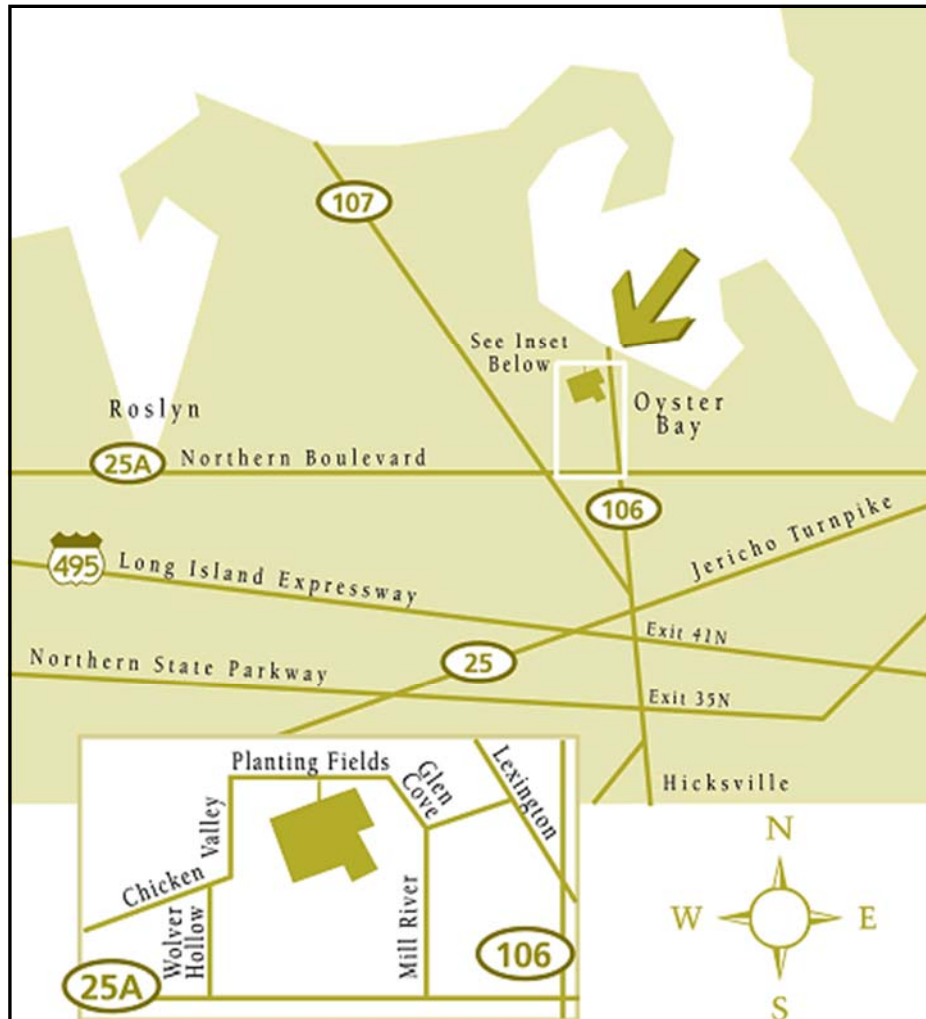 107
See Inset
Below
Oyster
Bay
Roslyn
25A
Northern Boulevard
106
Jericho Turnpike
495
Long Island Expressway
Exit 41N
25
Northern State Parkway
Exit 35N
Hicksville
Planting Fields
Glen
Cove
Lexington
Valley
Chicken
Wolver
Hollow
Mill River
106
25A
N
W
E
S